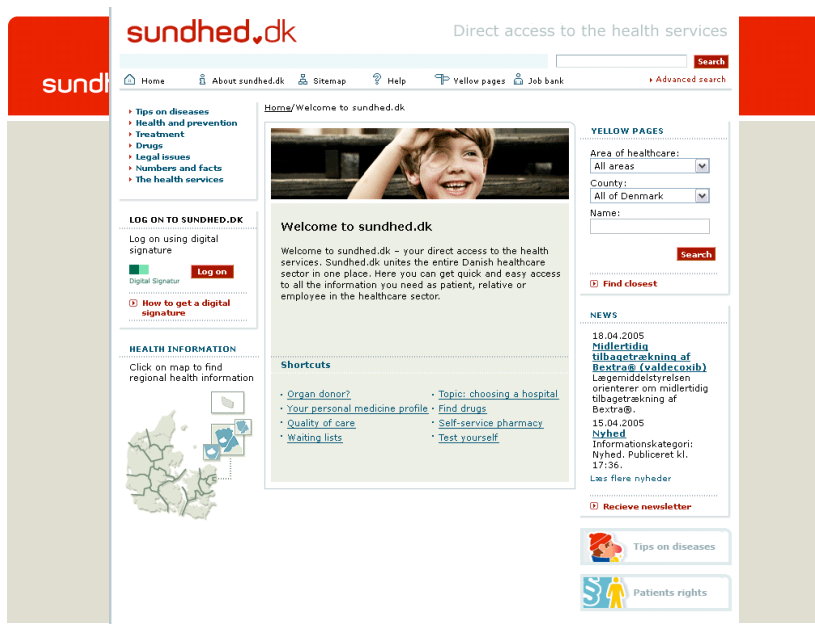 sundhed.dk
Direct access to the health services
sundh
Search
Home
About sundhed.dk
Sitemap
Help
Yellow pages
Job bank
Advanced search
Tips on diseases
Health and prevention
Treatment
Drugs
Legal issues
Numbers and facts
The health services
LOG ON TO SUNDHED.DK
Log on using digital
signature
Digital Signatur
Log on
How to get a digital
signature
HEALTH INFORMATION
Click on map to find
regional health information
Home/Welcome to sundhed.dk
Welcome to sundhed.dk
Welcome to sundhed.dk – your direct access to the health
services. Sundhed.dk unites the entire Danish healthcare
sector in one place. Here you can get quick and easy access
to all the information you need as patient, relative or
employee in the healthcare sector.
Shortcuts
· Organ donor?
· Your personal medicine profile
· Quality of care
· Waiting lists
· Topic: choosing a hospital
· Find drugs
· Self-service pharmacy
· Test yourself
YELLOW PAGES
Area of healthcare:
All areas
County:
All of Denmark
Name:
Search
Find closest
NEWS
18.04.2005
Midlertidig
tilbagetrækning af
Bextra® (valdecoxib)
Lægemiddelstyrelsen
orienterer om midlertidig
tilbagetrækning af
Bextra®.
15.04.2005
Nyhed
Informationskategori:
Nyhed. Publiceret kl.
17:36.
Læs flere nyheder
Recieve newsletter
Tips on diseases
§
Patients rights